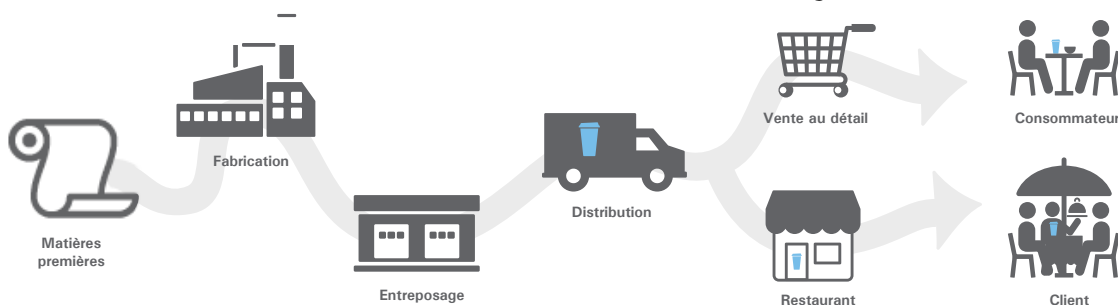 Vente au détail
Consommateur
Fabrication
Distribution
Matières
premières
Entreposage
Restaurant
Client